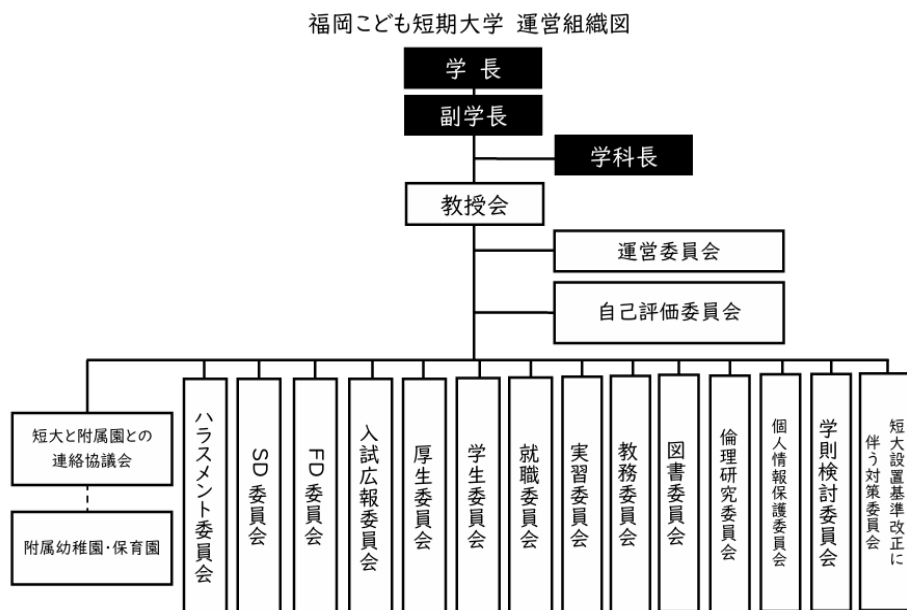 福岡こども短期大学 運営組織図
学 長
副学長
学科長
教授会
運営委員会
自己評価委員会
短大と附属園との
連絡協議会
附属幼稚園・保育園
ハラスメント委員会
SD委員会
FD委員会
入試広報委員会
厚生委員会
学生委員会
就職委員会
実習委員会
教務委員会
図書委員会
倫理研究委員会
個人情報保護委員会
学則検討委員会
短大設置基準改正に
伴う対策委員会